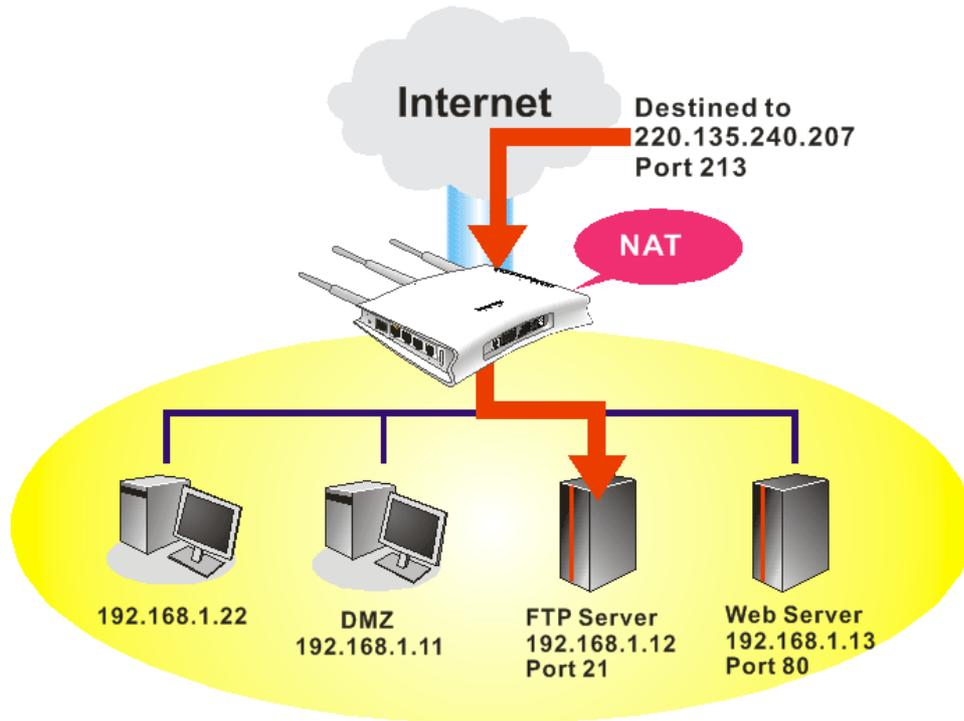 Internet
Destined to
220.135.240.207
Port 213
NAT
192.168.1.22
DMZ
192.168.1.11
FTP Server
192.168.1.12
Port 21
Web Server
192.168.1.13
Port 80